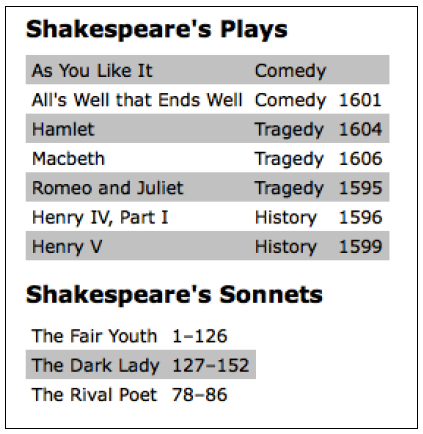 Shakespeare's Plays
As You Like It Comedy
All's Well that Ends Well Comedy 1601
Hamlet Tragedy 1604
Macbeth Tragedy 1606
Romeo and Juliet Tragedy 1595
Henry IV, Part I History 1596
Henry V History 1599
Shakespeare's Sonnets
The Fair Youth 1–126
The Dark Lady 127–152
The Rival Poet 78–86